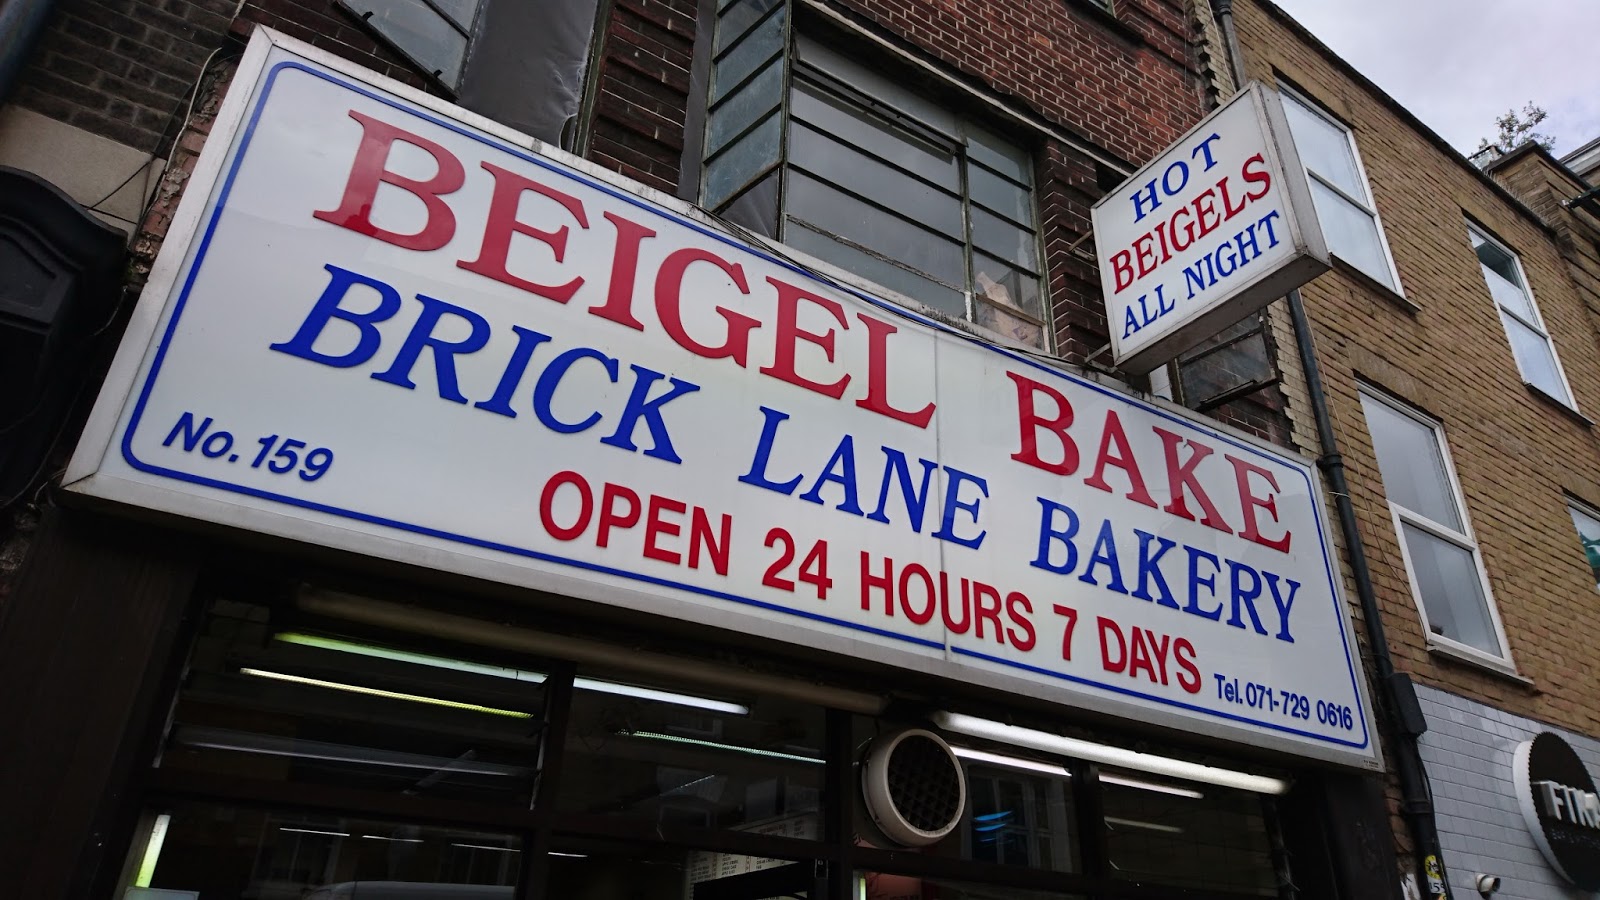 BEIGEL BAKE
BRICK LANE BAKERY
No. 159
OPEN 24 HOURS 7 DAYS
Tel. 071-729 0616
HOT
BEIGELS
ALL NIGHT